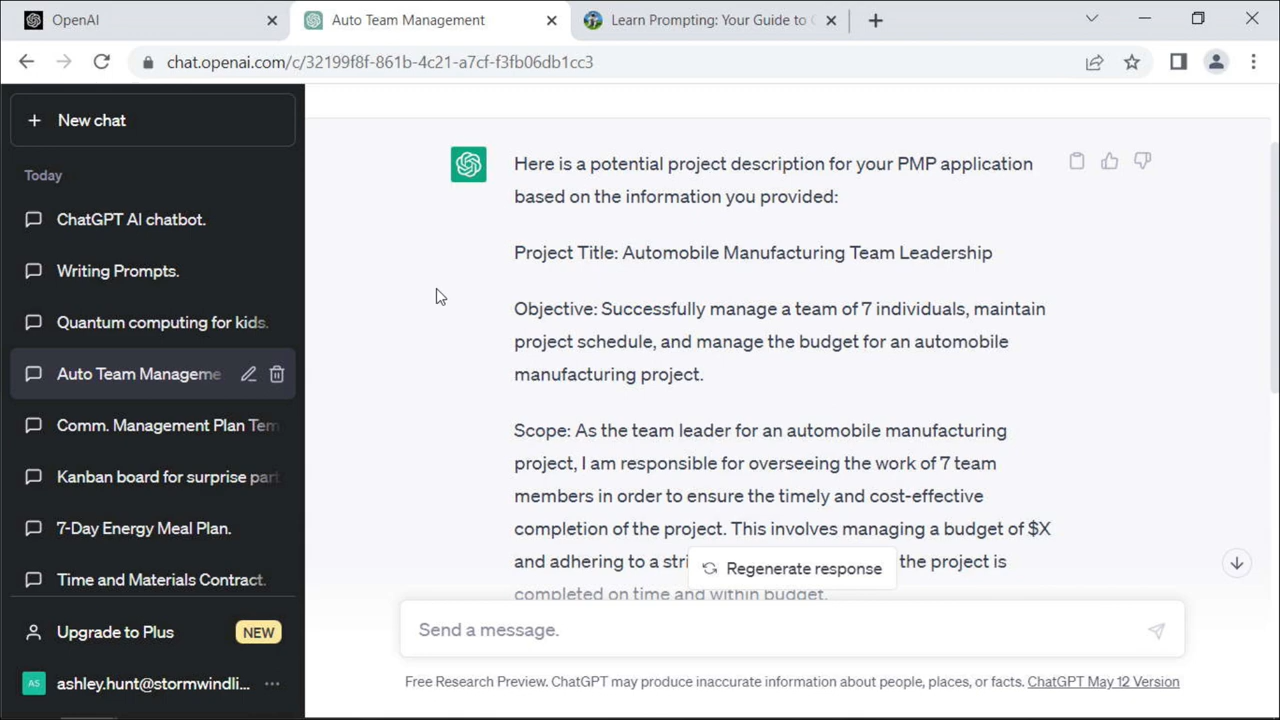 OpenAI
Auto Team Management
Learn Prompting: Your Guide to
chat.openai.com/c/32199f8f-861b-4c21-a7cf-f3fb06db1cc3
New chat
Today
ChatGPT AI chatbot.
Writing Prompts.
Quantum computing for kids.
Auto Team Manageme
Comm. Management Plan Tem
Kanban board for surprise part
7-Day Energy Meal Plan.
Time and Materials Contract.
Upgrade to Plus NEW
AS ashley.hunt@stormwindli...
Here is a potential project description for your PMP application
based on the information you provided:
Project Title: Automobile Manufacturing Team Leadership
Objective: Successfully manage a team of 7 individuals, maintain
project schedule, and manage the budget for an automobile
manufacturing project.
Scope: As the team leader for an automobile manufacturing
project, I am responsible for overseeing the work of 7 team
members in order to ensure the timely and cost-effective
completion of the project. This involves managing a budget of $X
and adhering to a stri the project is
completed on time and within budget.
Regenerate response
Send a message.
Free Research Preview. ChatGPT may produce inaccurate information about people, places, or facts. ChatGPT May 12 Version